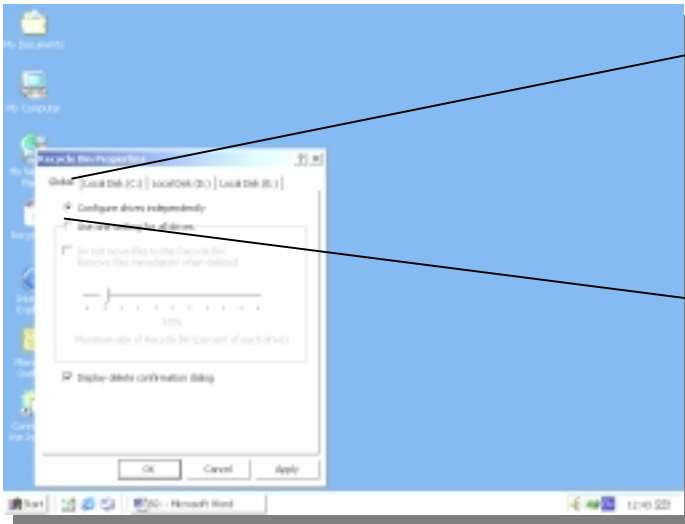 My Documents
My Computer
Recycle Bin Properties
Global
Local Disk (C:)
Local Disk (D:)
Local Disk (E:)
Configure drives independently
Use one setting for all drives
Do not move files to the Recycle Bin.
Remove files immediately when deleted
10%
Maximum size of Recycle Bin (percent of each drive)
Display delete confirmation dialog
OK
Cancel
Apply
Start
Microsoft Word